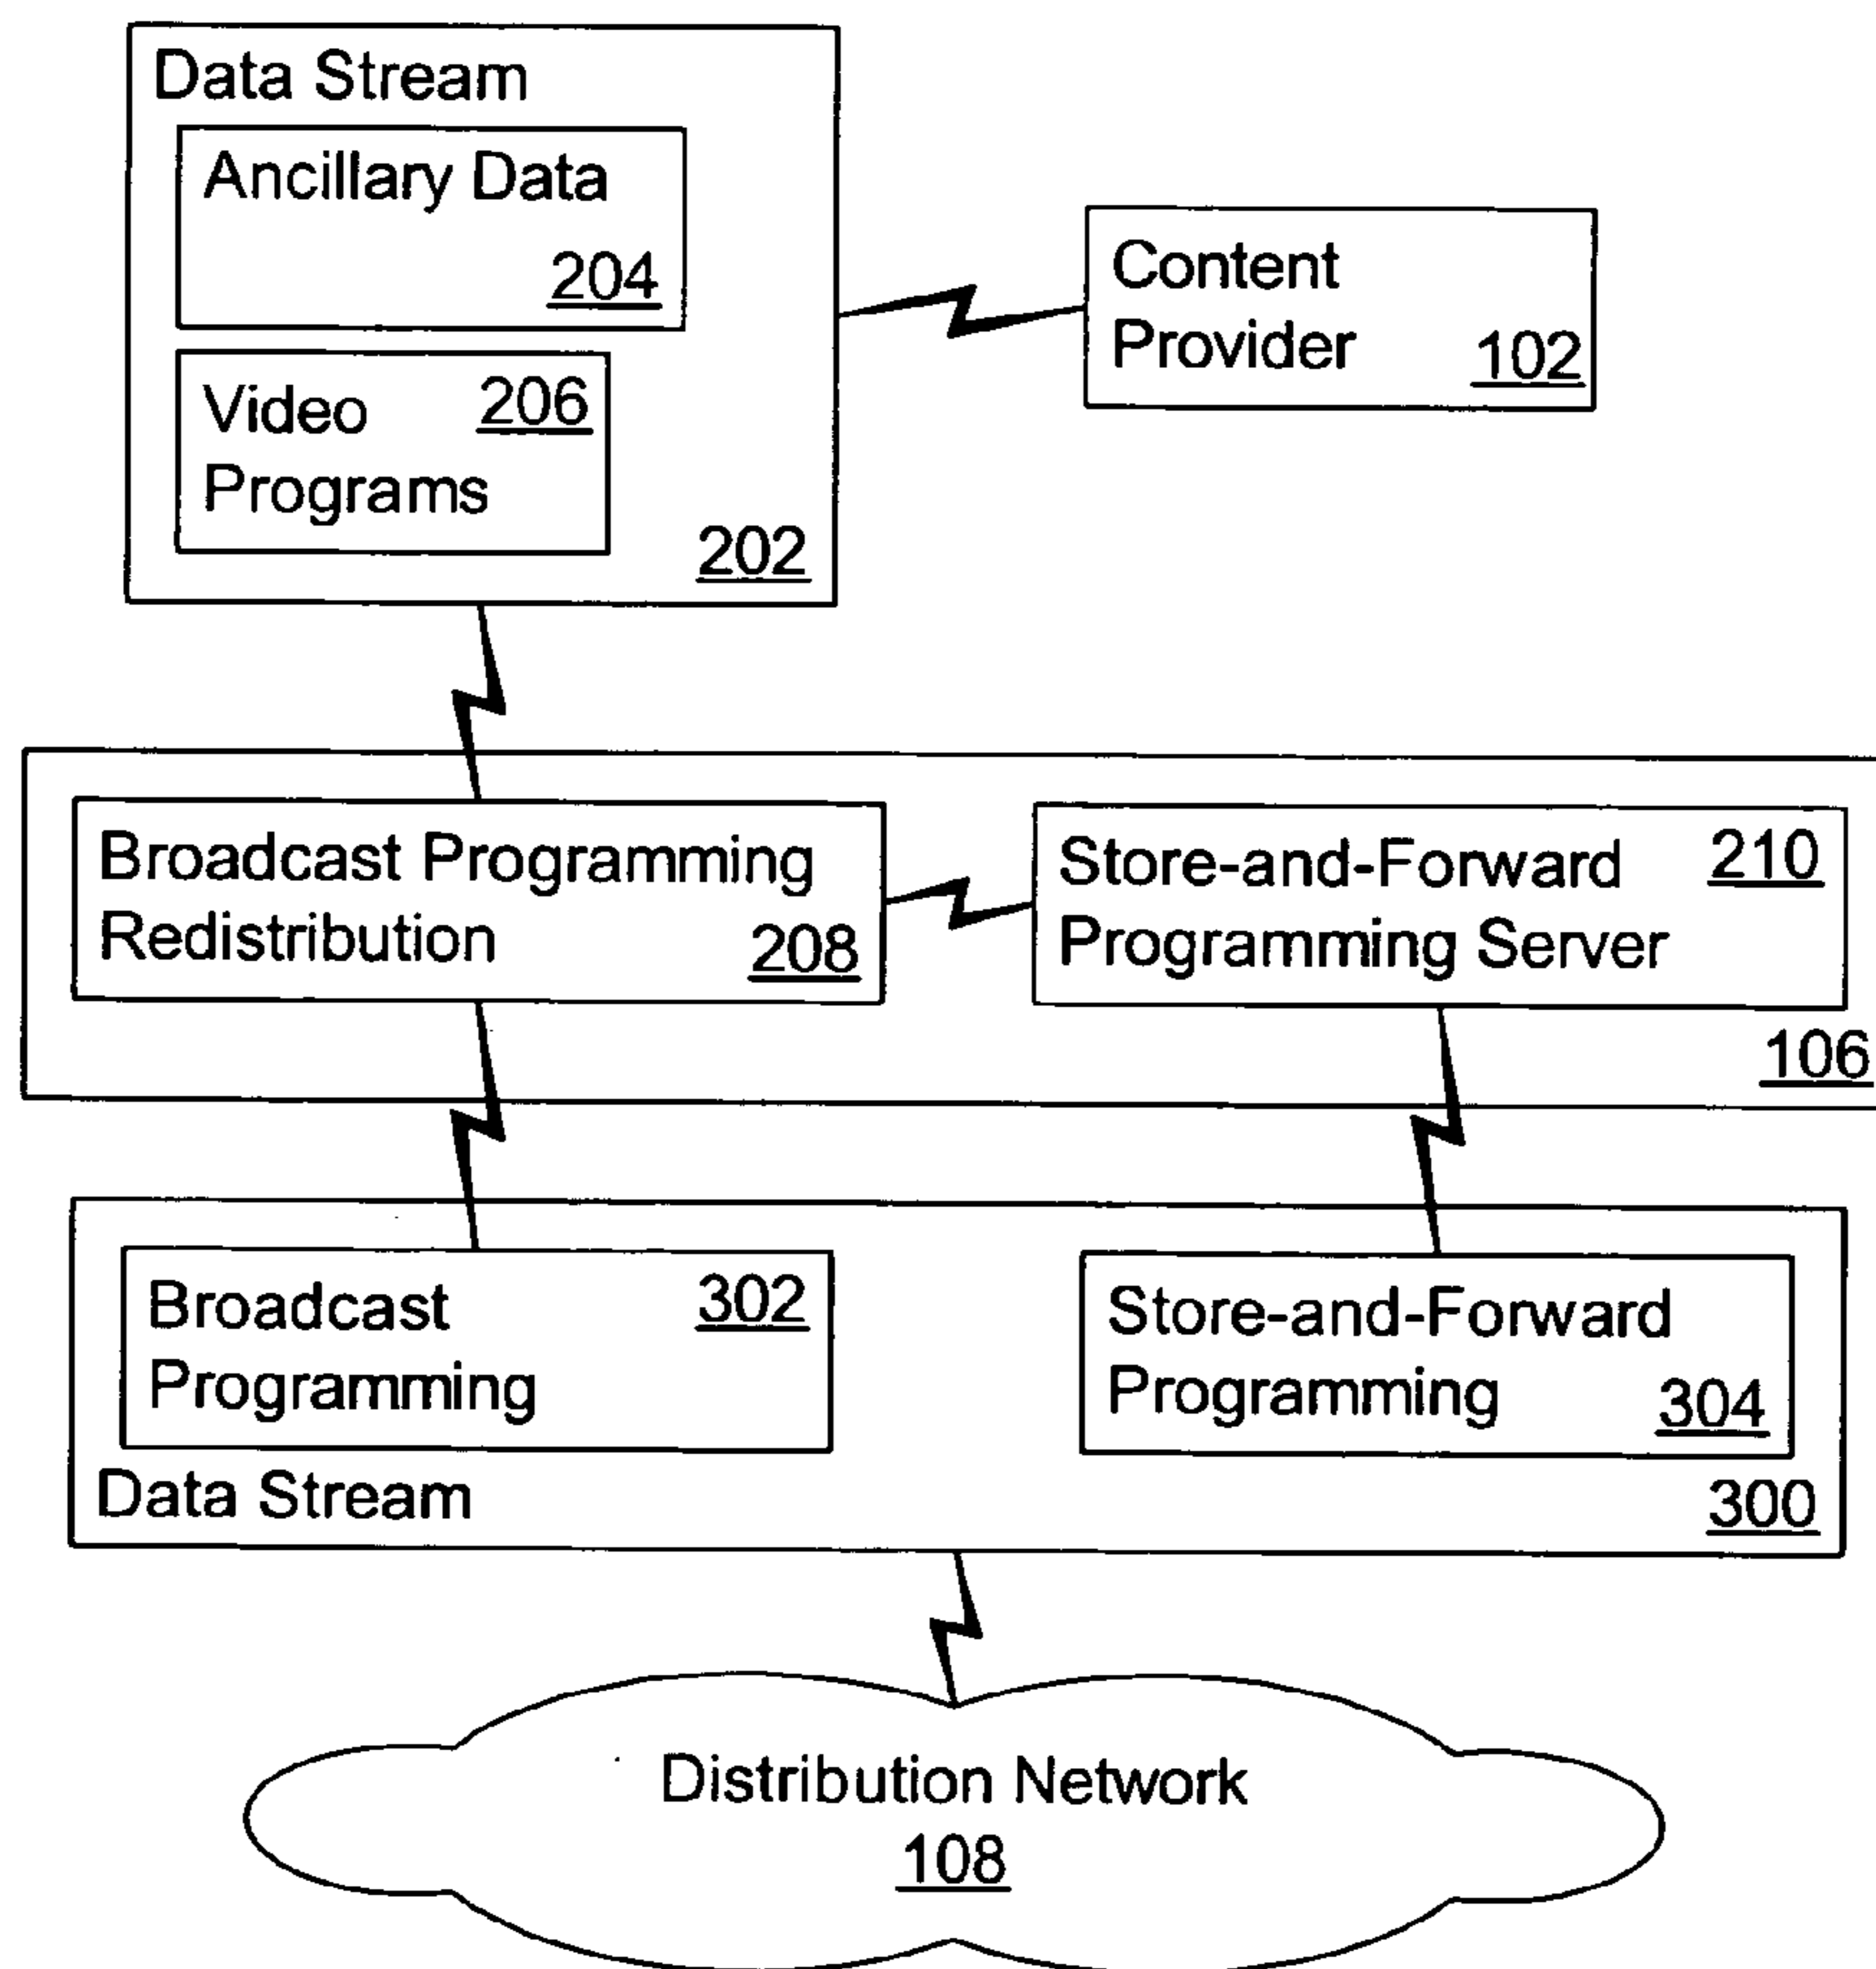 Data Stream
Ancillary Data
204
Video 206
Programs
202
Content
Provider 102
Broadcast Programming
Redistribution 208
Store-and-Forward 210
Programming Server
106
Broadcast 302
Programming
Store-and-Forward
Programming 304
Data Stream 300
Distribution Network
108